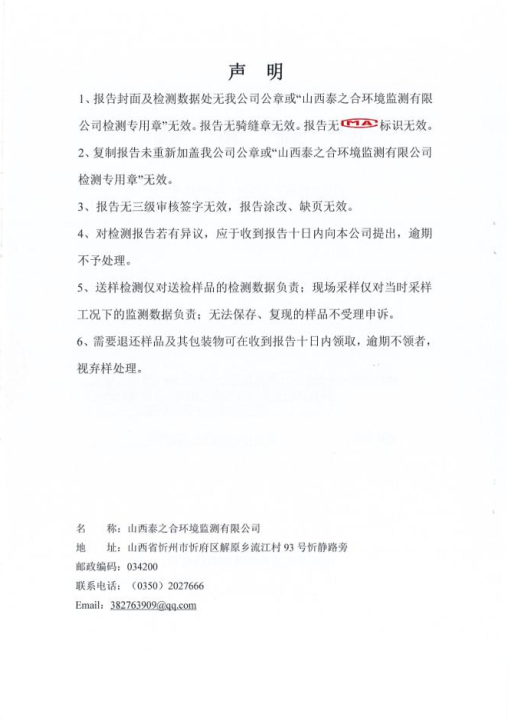 声 明
1、报告封面及检测数据处无我公司公章或“山西泰之合环境监测有限
公司检测专用章”无效。报告无骑缝章无效。报告无MA标识无效。
2、复制报告未重新加盖我公司公章或“山西泰之合环境监测有限公司
检测专用章”无效。
3、报告无三级审核签字无效，报告涂改、缺页无效。
4、对检测报告若有异议，应于收到报告十日内向本公司提出，逾期
不予处理。
5、送样检测仅对送检样品的检测数据负责；现场采样仅对当时采样
工况下的监测数据负责；无法保存、复现的样品不受理申诉。
6、需要退还样品及其包装物可在收到报告十日内领取，逾期不领者，
视弃样处理。
名 称：山西泰之合环境监测有限公司
地 址：山西省忻州市忻府区解原乡流江村 93 号忻静路旁
邮政编码：034200
联系电话：（0350）2027666
Email：382763909@qq.com